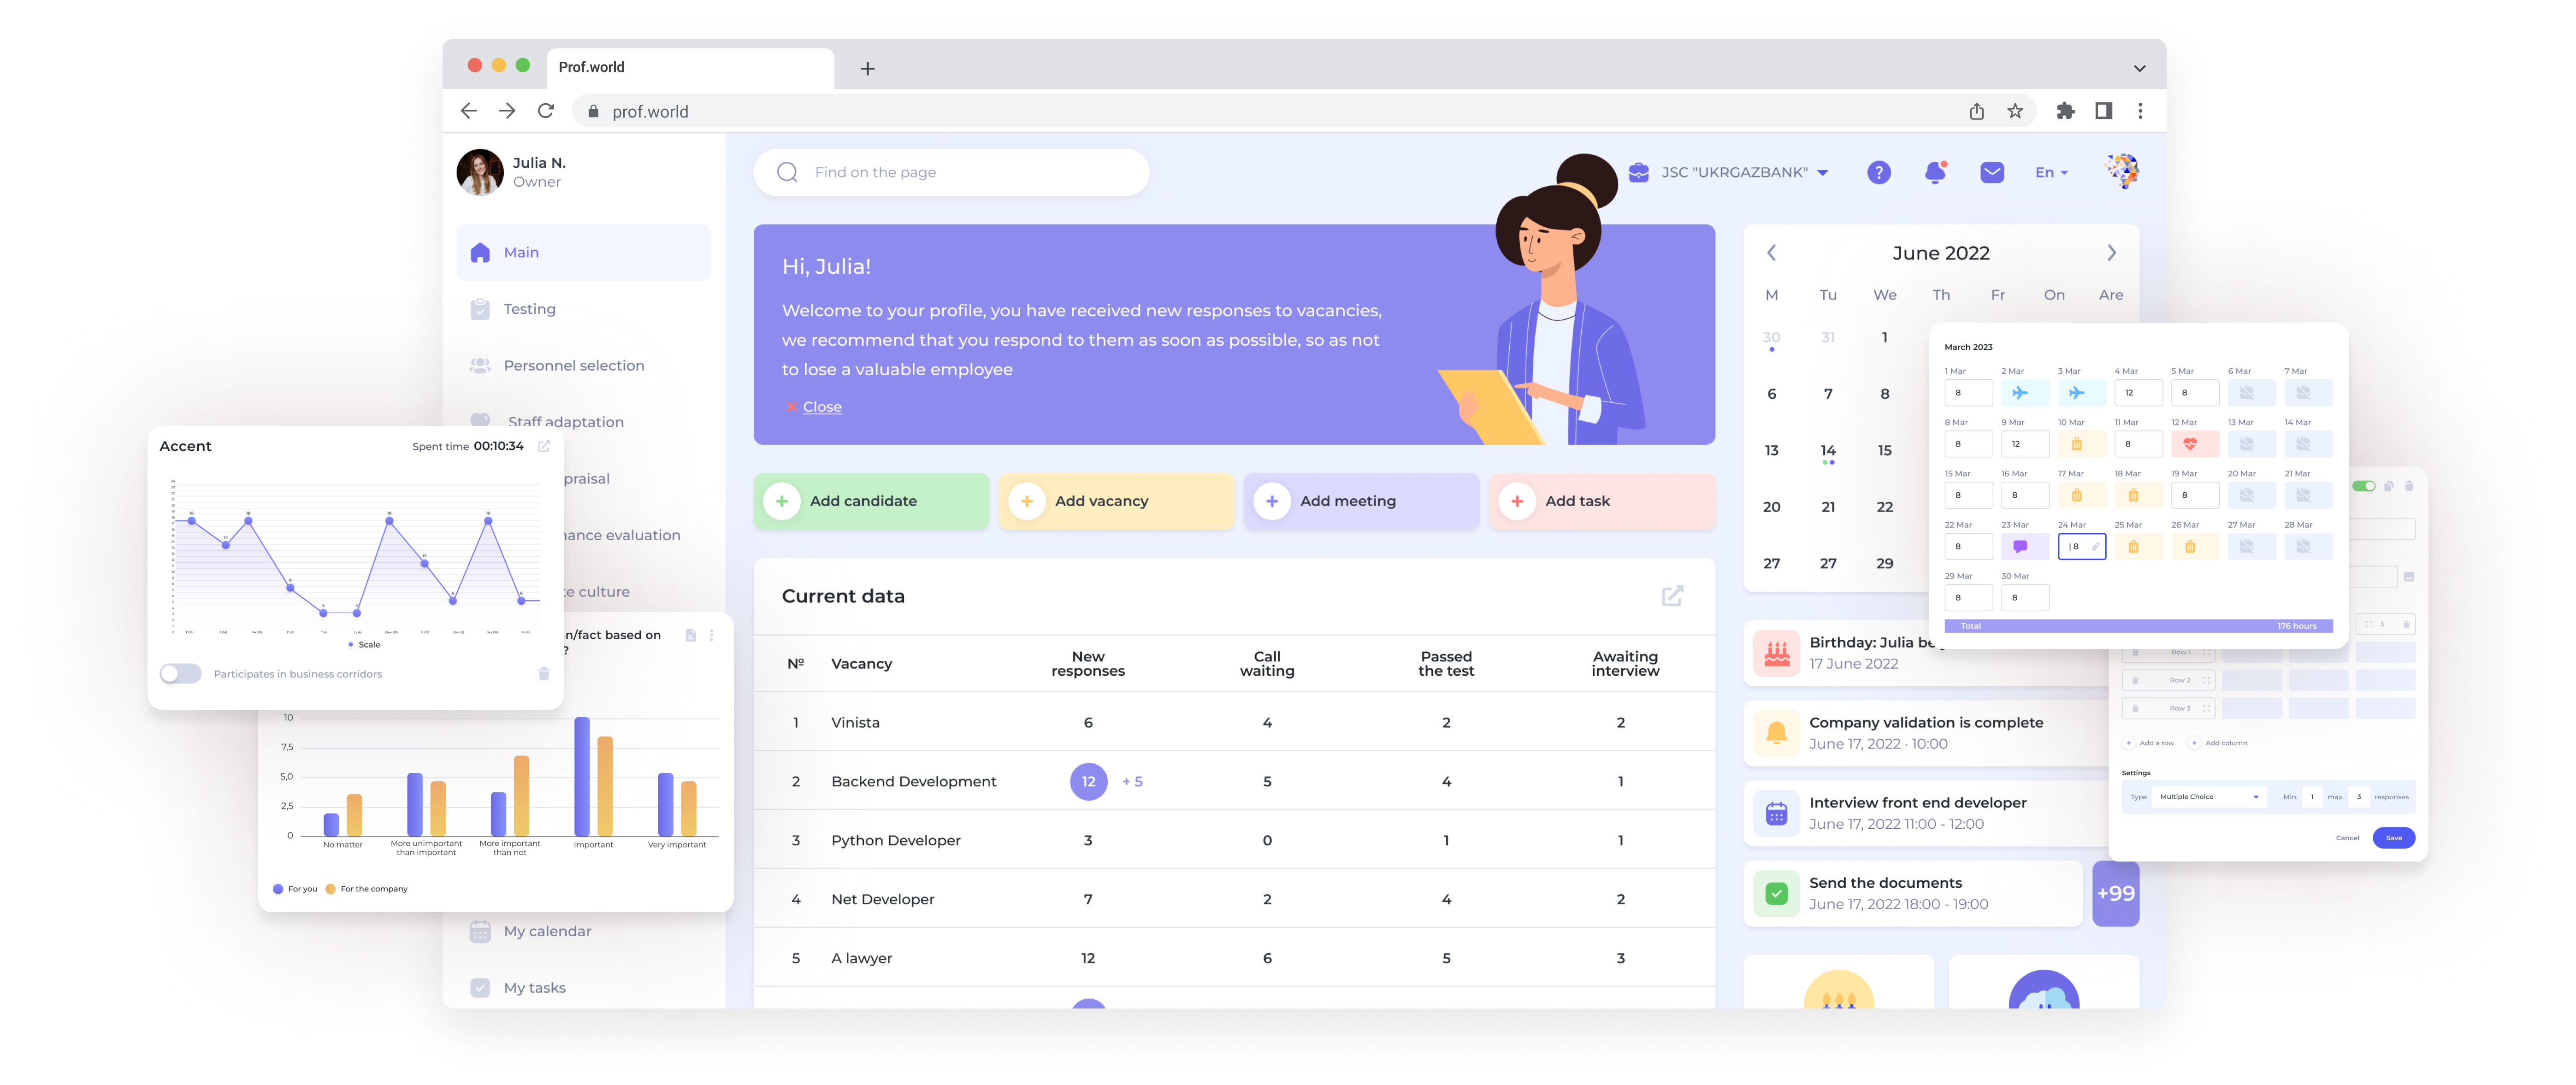 Prof.world
prof.world
Julia N.
Owner
Find on the page
JSC "UKRGAZBANK"
?
En
Main
Testing
Personnel selection
Staff adaptation
praisal
nance evaluation
te culture
My calendar
My tasks
Hi, Julia!
Welcome to your profile, you have received new responses to vacancies,
we recommend that you respond to them as soon as possible, so as not
to lose a valuable employee
Close
Add candidate
Add vacancy
Add meeting
Add task
Current data
№ Vacancy New responses Call waiting Passed the test Awaiting interview
1 Vinista 6 4 2 2
2 Backend Development 12 + 5 5 4 1
3 Python Developer 3 0 1 1
4 Net Developer 7 2 4 2
5 A lawyer 12 6 5 3
June 2022
M Tu We Th Fr On Are
30 31 1
6 7 8
13 14 15
20 21 22
27 27 29
Birthday: Julia be
17 June 2022
Company validation is complete
June 17, 2022 · 10:00
Interview front end developer
June 17, 2022 11:00 - 12:00
Send the documents
June 17, 2022 18:00 - 19:00
+99
Accent
Spent time 00:10:34
Scale
Participates in business corridors
n/fact based on
?
10
7,5
5,0
2,5
0
No matter
More unimportant
than important
More important
than not
Important
Very important
For you
For the company
March 2023
1 Mar 2 Mar 3 Mar 4 Mar 5 Mar 6 Mar 7 Mar
8 12 8
8 Mar 9 Mar 10 Mar 11 Mar 12 Mar 13 Mar 14 Mar
8 12 8
15 Mar 16 Mar 17 Mar 18 Mar 19 Mar 20 Mar 21 Mar
8 8 8
22 Mar 23 Mar 24 Mar 25 Mar 26 Mar 27 Mar 28 Mar
8 8
29 Mar 30 Mar
8 8
Total 176 hours
3
Row 1
Row 2
Row 3
Add a row
Add column
Settings
Type Multiple Choice Min. 1 max. 3 responses
Cancel
Save